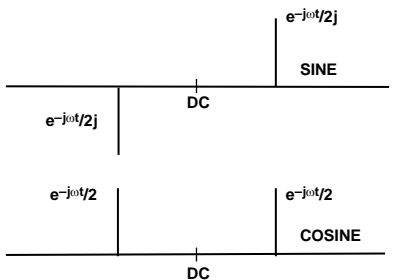 e–jωt/2j
SINE
DC
e–jωt/2j
e–jωt/2
e–jωt/2
COSINE
DC